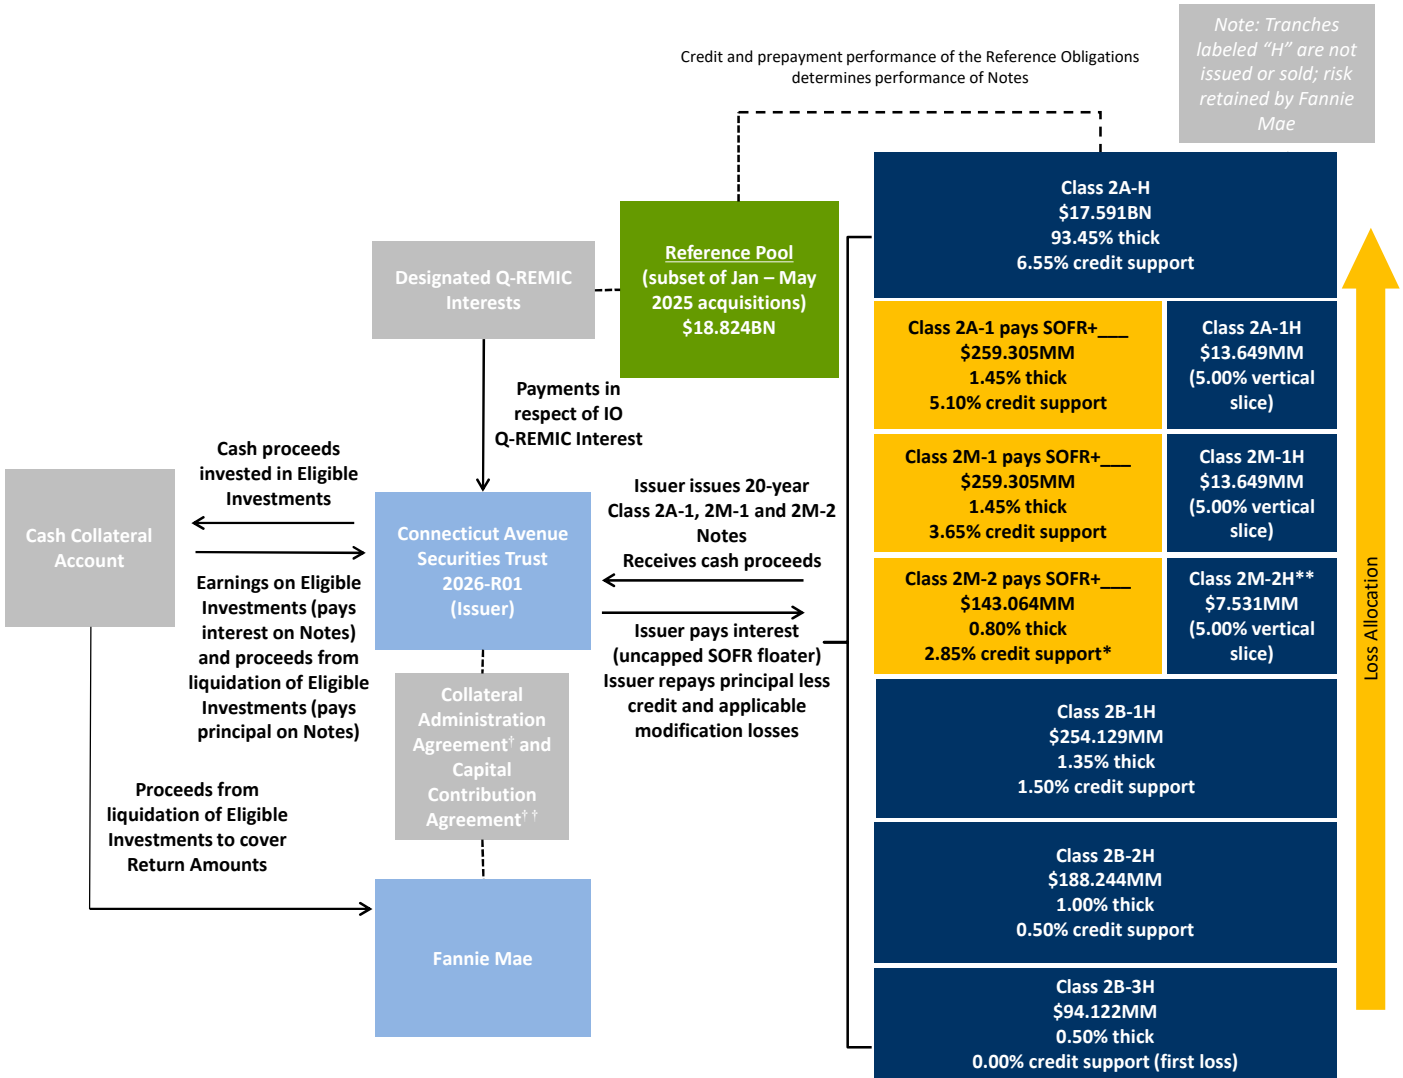 Note: Tranches
labeled “H” are not
issued or sold; risk
retained by Fannie
Mae
Credit and prepayment performance of the Reference Obligations
determines performance of Notes
Reference Pool
(subset of Jan – May
2025 acquisitions)
$18.824BN
Designated Q-REMIC
Interests
Payments in
respect of IO
Q-REMIC Interest
Cash proceeds
invested in Eligible
Investments
Cash Collateral
Account
Connecticut Avenue
Securities Trust
2026-R01
(Issuer)
Earnings on Eligible
Investments (pays
interest on Notes)
and proceeds from
liquidation of Eligible
Investments (pays
principal on Notes)
Issuer issues 20-year
Class 2A-1, 2M-1 and 2M-2
Notes
Receives cash proceeds
Issuer pays interest
(uncapped SOFR floater)
Issuer repays principal less
credit and applicable
modification losses
Collateral
Administration
Agreement† and
Capital
Contribution
Agreement† †
Proceeds from
liquidation of Eligible
Investments to cover
Return Amounts
Fannie Mae
Class 2A-H
$17.591BN
93.45% thick
6.55% credit support
Class 2A-1 pays SOFR+___
$259.305MM
1.45% thick
5.10% credit support
Class 2A-1H
$13.649MM
(5.00% vertical
slice)
Class 2M-1 pays SOFR+___
$259.305MM
1.45% thick
3.65% credit support
Class 2M-1H
$13.649MM
(5.00% vertical
slice)
Class 2M-2 pays SOFR+___
$143.064MM
0.80% thick
2.85% credit support*
Class 2M-2H**
$7.531MM
(5.00% vertical
slice)
Class 2B-1H
$254.129MM
1.35% thick
1.50% credit support
Class 2B-2H
$188.244MM
1.00% thick
0.50% credit support
Class 2B-3H
$94.122MM
0.50% thick
0.00% credit support (first loss)
Loss Allocation